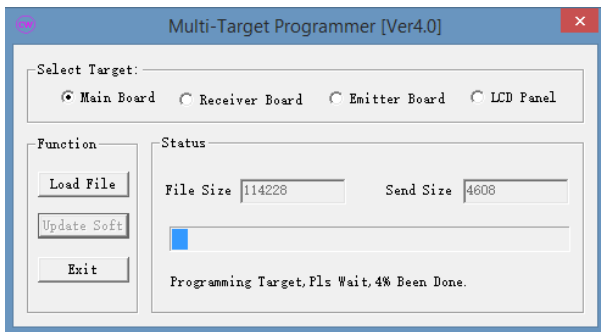 CW
Multi-Target Programmer [Ver4.0]
Select Target:
Main Board Receiver Board Emitter Board LCD Panel
Function
Load File
Update Soft
Exit
Status
File Size 114228 Send Size 4608
Programming Target,Pls Wait,4% Been Done.